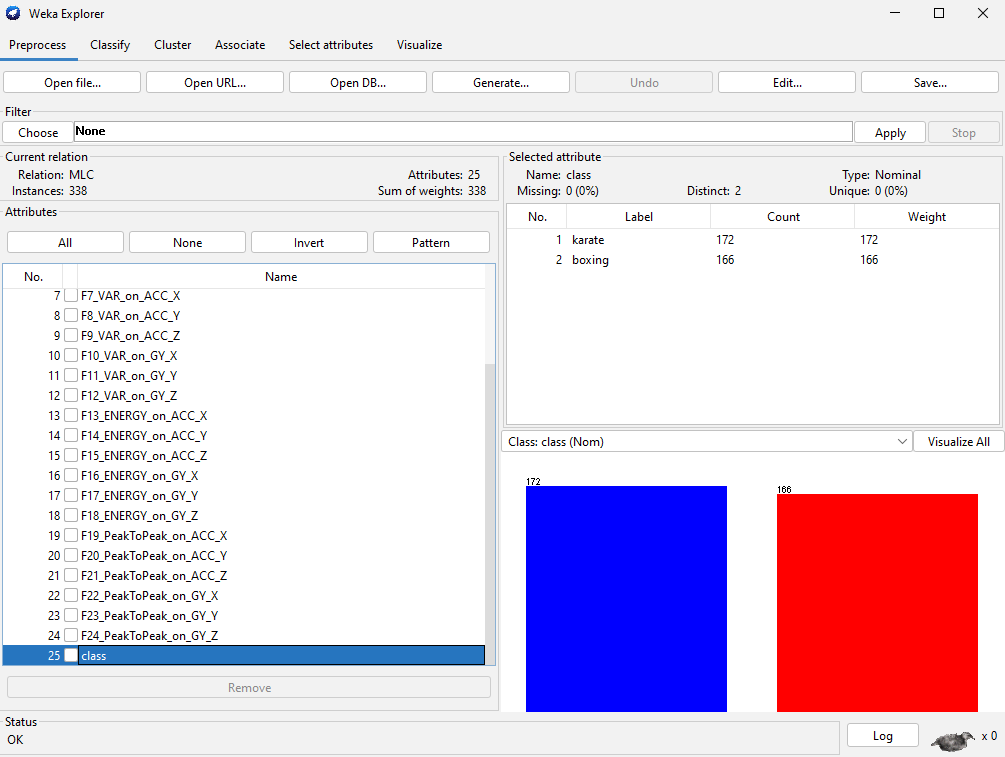 Weka Explorer
Preprocess Classify Cluster Associate Select attributes Visualize
Open file... Open URL... Open DB... Generate... Undo Edit... Save...
Filter
Choose None Apply Stop
Current relation
Relation: MLC Attributes: 25
Instances: 338 Sum of weights: 338
Attributes
All None Invert Pattern
No. Name
7 F7_VAR_on_ACC_X
8 F8_VAR_on_ACC_Y
9 F9_VAR_on_ACC_Z
10 F10_VAR_on_GY_X
11 F11_VAR_on_GY_Y
12 F12_VAR_on_GY_Z
13 F13_ENERGY_on_ACC_X
14 F14_ENERGY_on_ACC_Y
15 F15_ENERGY_on_ACC_Z
16 F16_ENERGY_on_GY_X
17 F17_ENERGY_on_GY_Y
18 F18_ENERGY_on_GY_Z
19 F19_PeakToPeak_on_ACC_X
20 F20_PeakToPeak_on_ACC_Y
21 F21_PeakToPeak_on_ACC_Z
22 F22_PeakToPeak_on_GY_X
23 F23_PeakToPeak_on_GY_Y
24 F24_PeakToPeak_on_GY_Z
25 class
Remove
Selected attribute
Name: class Type: Nominal
Missing: 0 (0%) Distinct: 2 Unique: 0 (0%)
No. Label Count Weight
1 karate 172 172
2 boxing 166 166
Class: class (Nom) Visualize All
172
166
Status
OK
Log x 0